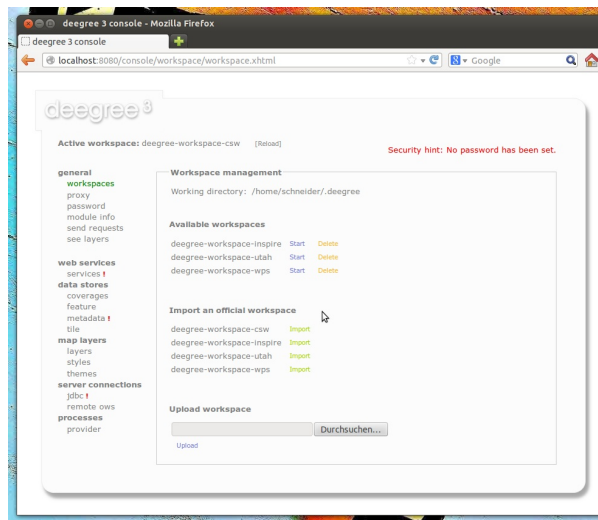 deegree 3 console - Mozilla Firefox
deegree 3 console
localhost:8080/console/workspace/workspace.xhtml
Google
deegree 3
Active workspace: deegree-workspace-csw [Reload]
Security hint: No password has been set.
general
workspaces
proxy
password
module info
send requests
see layers
web services
services !
data stores
coverages
feature
metadata !
tile
map layers
layers
styles
themes
server connections
jdbc !
remote ows
processes
provider
Workspace management
Working directory: /home/schneider/.deegree
Available workspaces
deegree-workspace-inspire Start Delete
deegree-workspace-utah Start Delete
deegree-workspace-wps Start Delete
Import an official workspace
deegree-workspace-csw Import
deegree-workspace-inspire Import
deegree-workspace-utah Import
deegree-workspace-wps Import
Upload workspace
Durchsuchen...
Upload